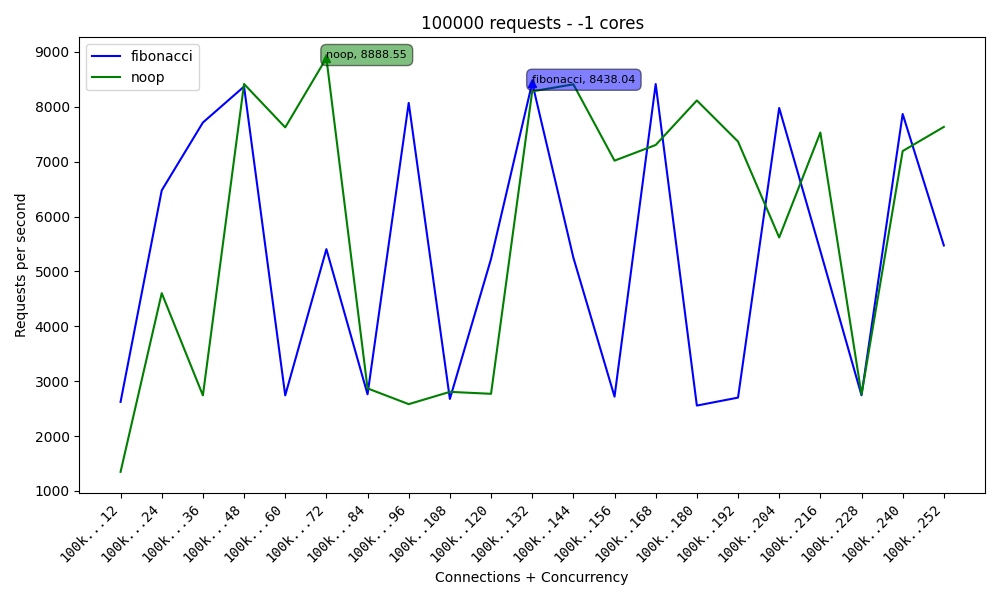 100000 requests - -1 cores
fibonacci
noop
noop, 8888.55
fibonacci, 8438.04
Requests per second
9000
8000
7000
6000
5000
4000
3000
2000
1000
100k...12
100k...24
100k...36
100k...48
100k...60
100k...72
100k...84
100k...96
100k..108
100k..120
100k..132
100k..144
100k..156
100k..168
100k..180
100k..192
100k..204
100k..216
100k..228
100k..240
100k..252
Connections + Concurrency